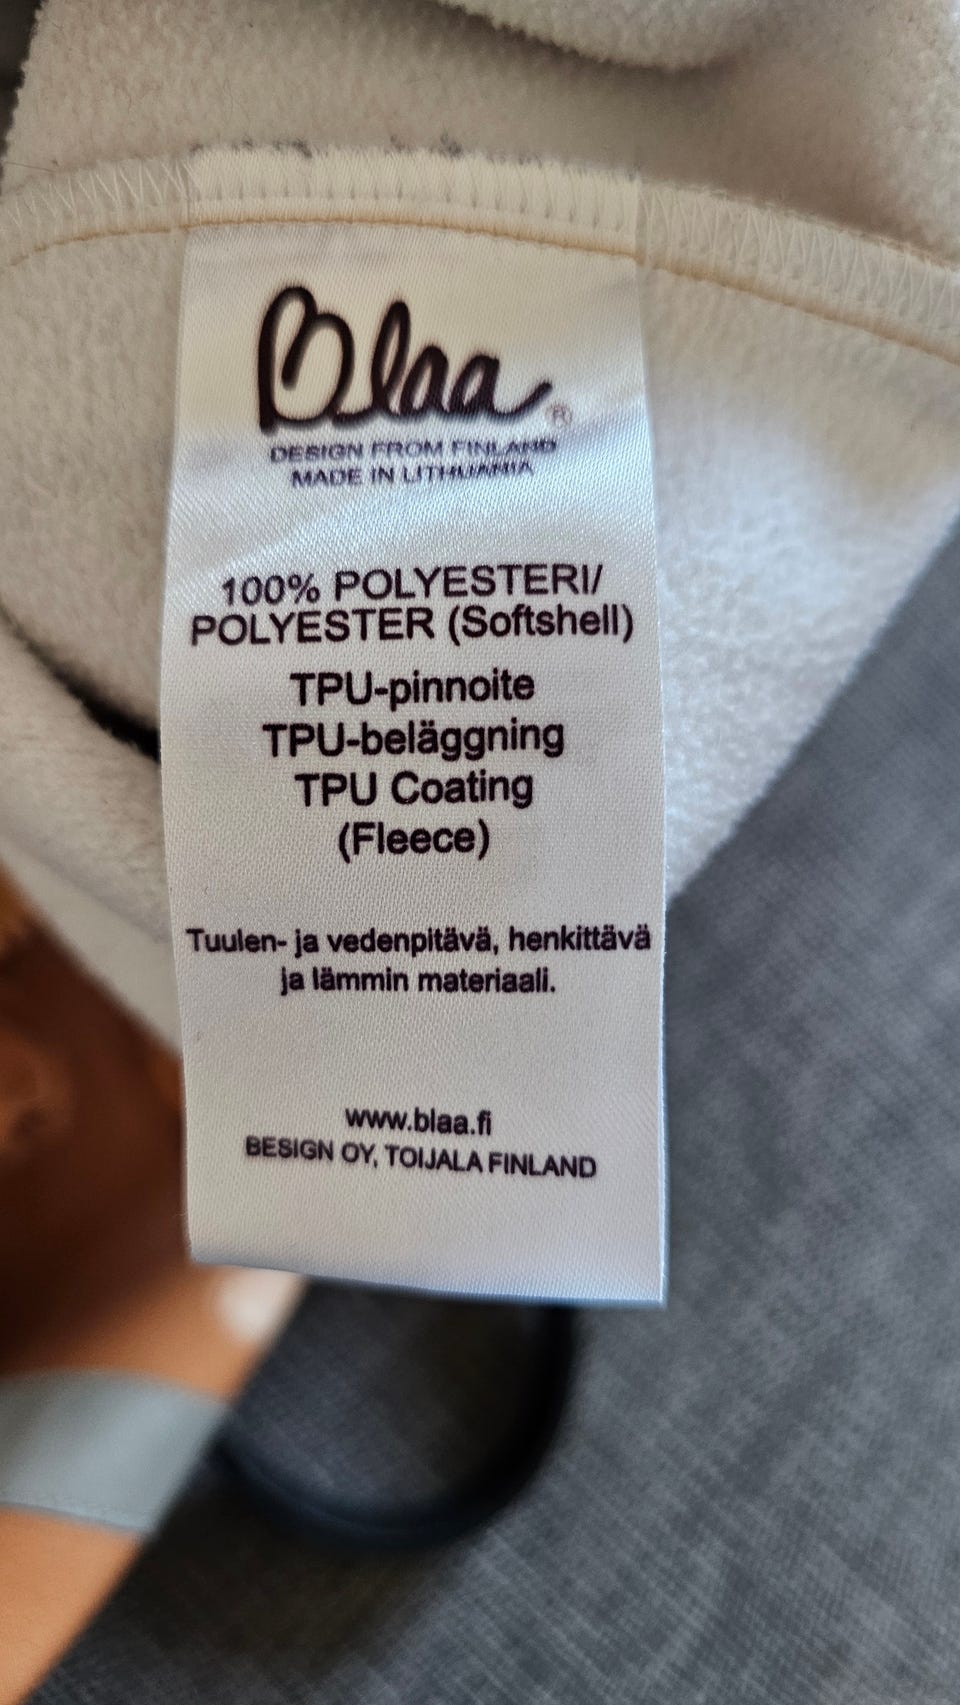 Blaa®
DESIGN FROM FINLAND
MADE IN LITHUANIA
100% POLYESTERI/
POLYESTER (Softshell)
TPU-pinnoite
TPU-beläggning
TPU Coating
(Fleece)
Tuulen- ja vedenpitävä, henkittävä
ja lämmin materiaali.
www.blaa.fi
BESIGN OY, TOIJALA FINLAND